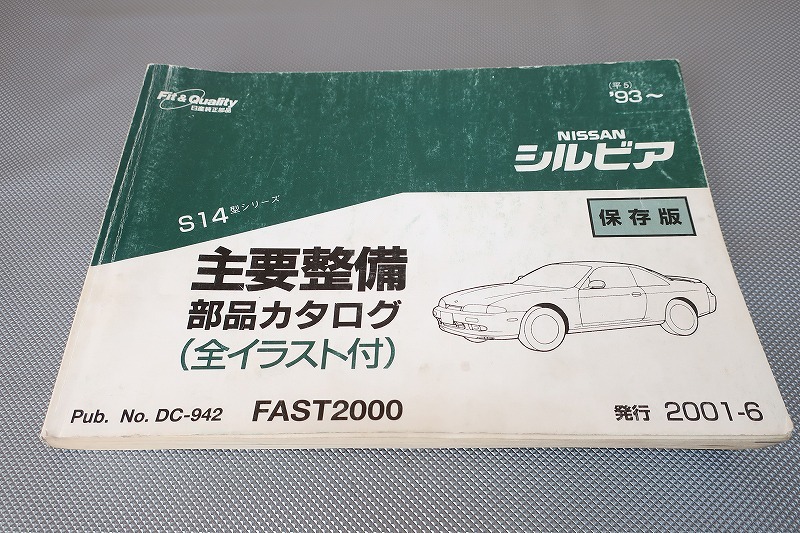 Fit & Quality
日産純正部品
(平5)
'93〜
NISSAN
シルビア
S14型シリーズ
保存版
主要整備
部品カタログ
(全イラスト付)
Pub. No. DC-942 FAST2000
発行 2001-6